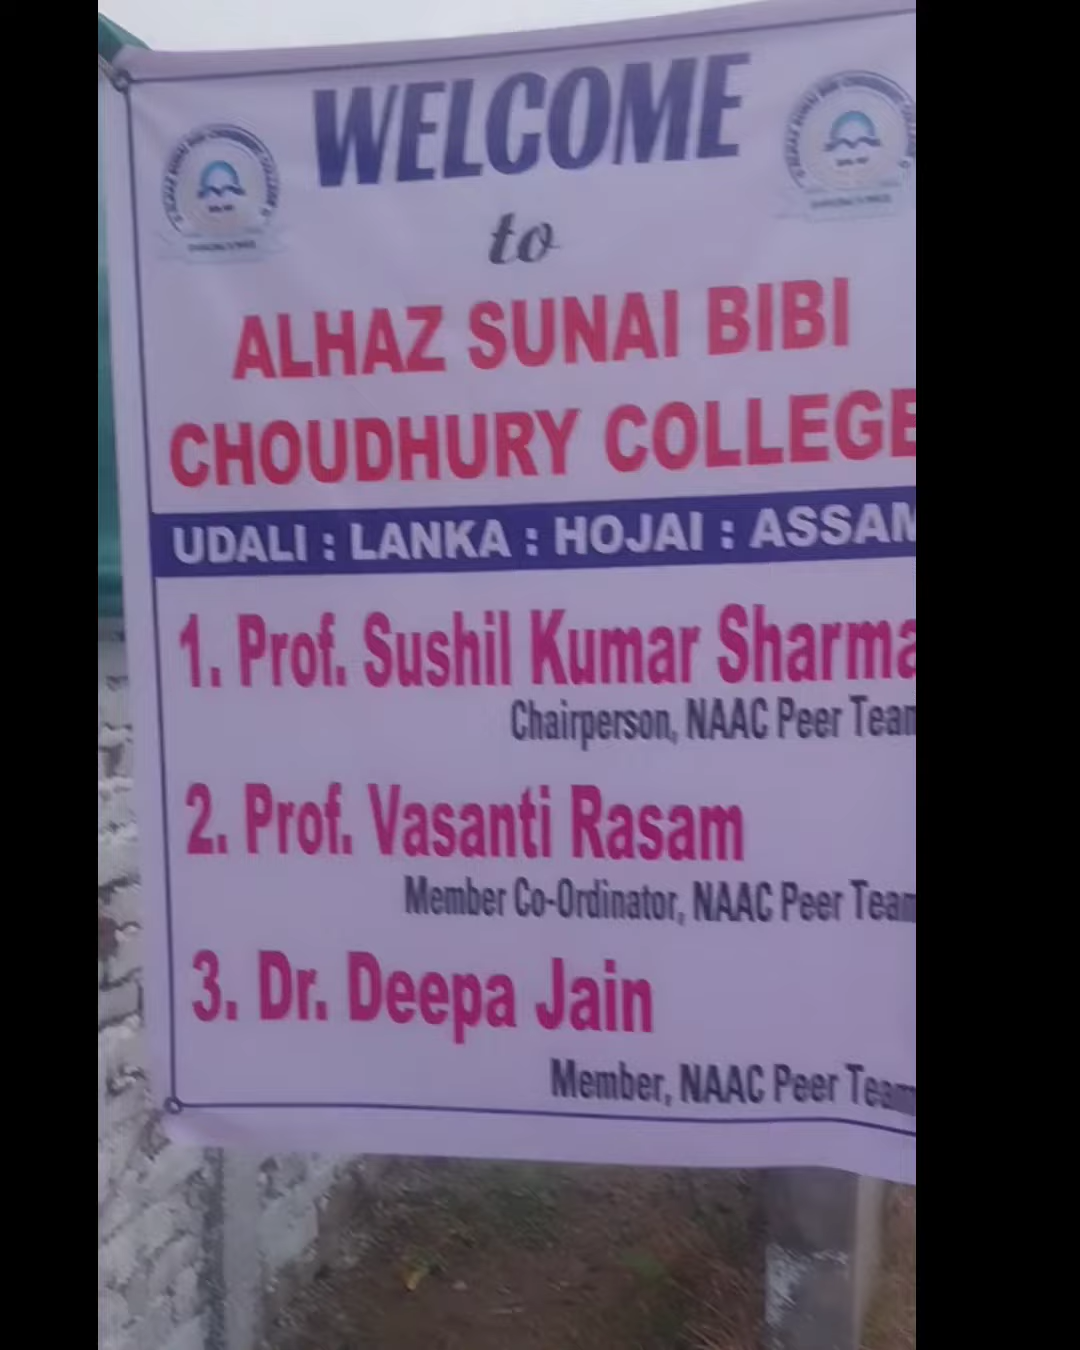 WELCOME
to
ALHAZ SUNAI BIBI
CHOUDHURY COLLEGE
UDALI : LANKA : HOJAI : ASSAM
1. Prof. Sushil Kumar Sharma
Chairperson, NAAC Peer Team
2. Prof. Vasanti Rasam
Member Co-Ordinator, NAAC Peer Team
3. Dr. Deepa Jain
Member, NAAC Peer Team